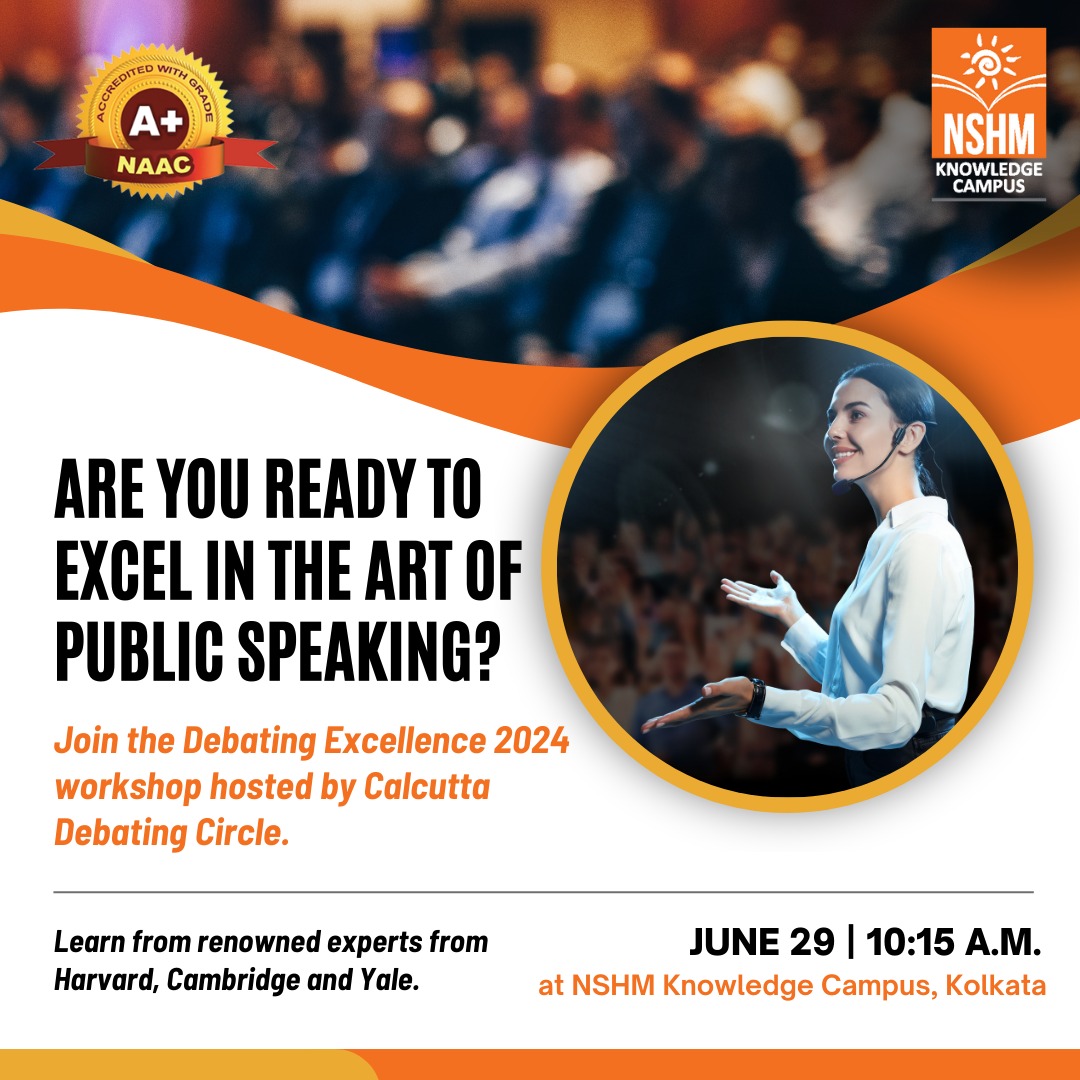 ACCREDITED WITH GRADE
A+
NAAC
NSHM
KNOWLEDGE
CAMPUS
ARE YOU READY TO
EXCEL IN THE ART OF
PUBLIC SPEAKING?
Join the Debating Excellence 2024
workshop hosted by Calcutta
Debating Circle.
Learn from renowned experts from
Harvard, Cambridge and Yale.
JUNE 29 | 10:15 A.M.
at NSHM Knowledge Campus, Kolkata